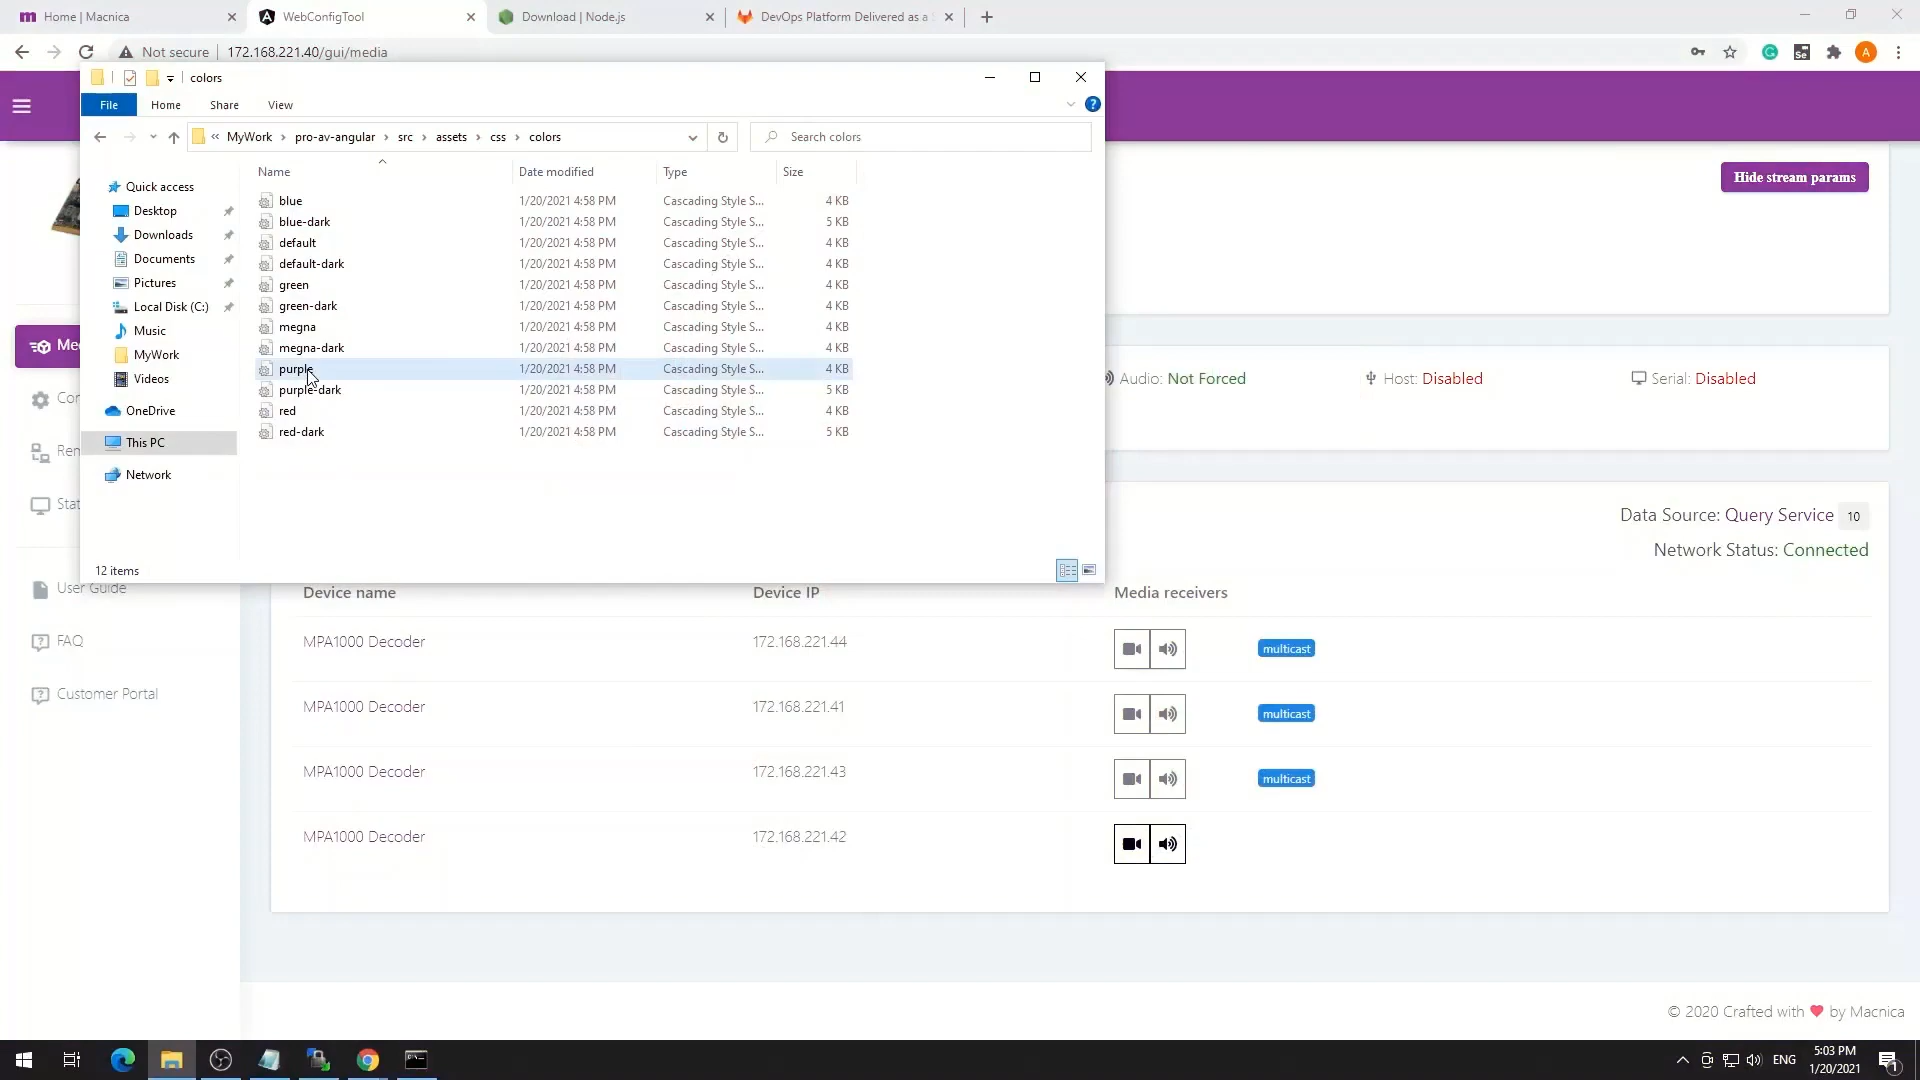 Home | Macnica
WebConfigTool
Download | Node.js
DevOps Platform Delivered as a
Not secure
172.168.221.40/gui/media
A
colors
File
Home
Share
View
« MyWork › pro-av-angular › src › assets › css › colors
Search colors
Hide stream params
Name
Date modified
Type
Size
Quick access
Desktop
Downloads
Documents
Pictures
Local Disk (C:)
Music
MyWork
Videos
OneDrive
This PC
Network
blue 1/20/2021 4:58 PM Cascading Style S... 4 KB
blue-dark 1/20/2021 4:58 PM Cascading Style S... 5 KB
default 1/20/2021 4:58 PM Cascading Style S... 4 KB
default-dark 1/20/2021 4:58 PM Cascading Style S... 4 KB
green 1/20/2021 4:58 PM Cascading Style S... 4 KB
green-dark 1/20/2021 4:58 PM Cascading Style S... 4 KB
megna 1/20/2021 4:58 PM Cascading Style S... 4 KB
megna-dark 1/20/2021 4:58 PM Cascading Style S... 4 KB
purple 1/20/2021 4:58 PM Cascading Style S... 4 KB
purple-dark 1/20/2021 4:58 PM Cascading Style S... 5 KB
red 1/20/2021 4:58 PM Cascading Style S... 4 KB
red-dark 1/20/2021 4:58 PM Cascading Style S... 5 KB
12 items
Me
Con
Rem
Stat
User Guide
FAQ
Customer Portal
Audio: Not Forced
Host: Disabled
Serial: Disabled
Data Source: Query Service 10
Network Status: Connected
Device name Device IP Media receivers
MPA1000 Decoder 172.168.221.44 multicast
MPA1000 Decoder 172.168.221.41 multicast
MPA1000 Decoder 172.168.221.43 multicast
MPA1000 Decoder 172.168.221.42
© 2020 Crafted with ❤ by Macnica
ENG
5:03 PM
1/20/2021
1